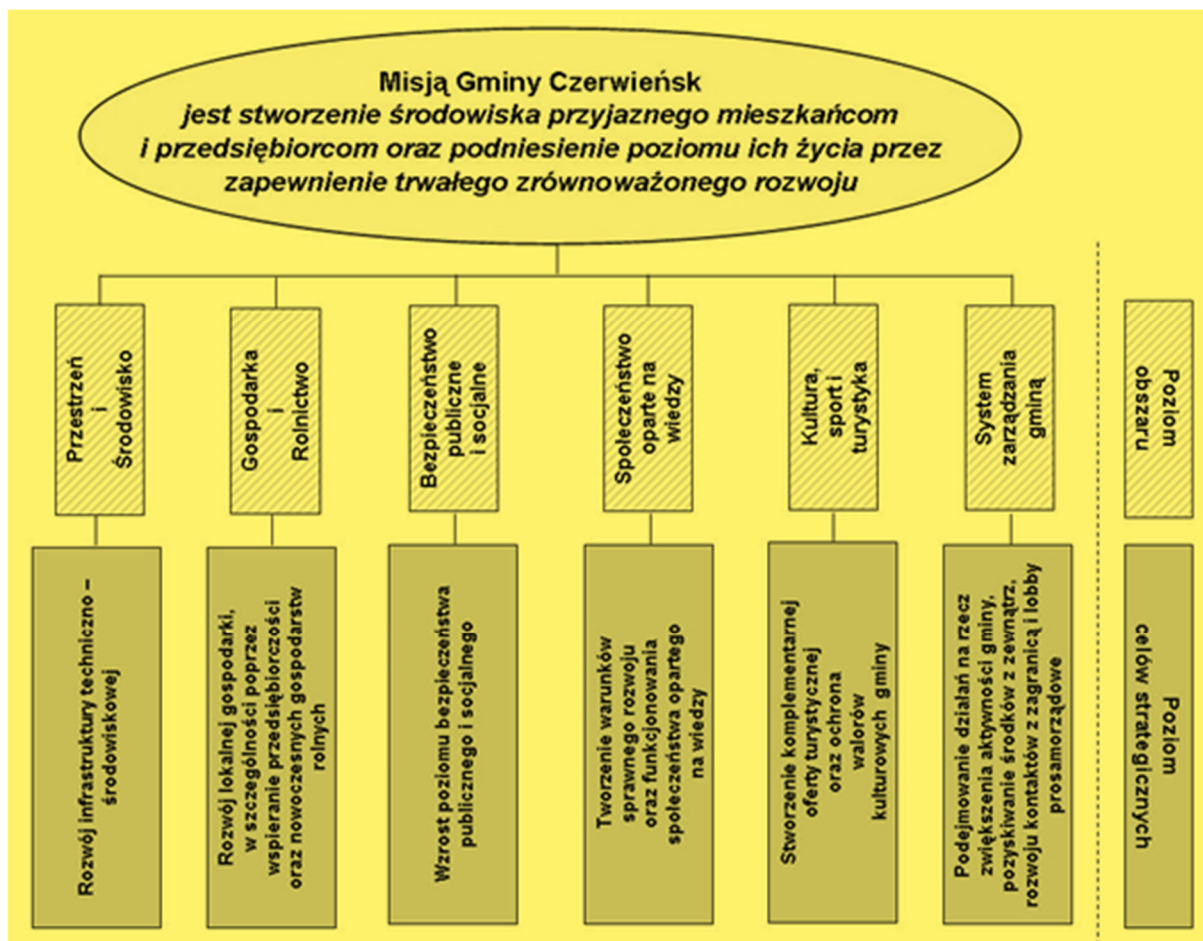 Misją Gminy Czerwieńsk
jest stworzenie środowiska przyjaznego mieszkańcom
i przedsiębiorcom oraz podniesienie poziomu ich życia przez
zapewnienie trwałego zrównoważonego rozwoju
Przestrzeń
i
Środowisko
Gospodarka
i
Rolnictwo
Bezpieczeństwo
publiczne
i socjalne
Społeczeństwo
oparte na
wiedzy
Kultura,
sport i
turystyka
System
zarządzania
gminą
Poziom
obszaru
Rozwój infrastruktury techniczno –
środowiskowej
Rozwój lokalnej gospodarki,
w szczególności poprzez
wspieranie przedsiębiorczości
oraz nowoczesnych gospodarstw
rolnych
Wzrost poziomu bezpieczeństwa
publicznego i socjalnego
Tworzenie warunków
sprawnego rozwoju
oraz funkcjonowania
społeczeństwa opartego
na wiedzy
Stworzenie komplementarnej
oferty turystycznej
oraz ochrona
walorów
kulturowych gminy
Podejmowanie działań na rzecz
zwiększenia aktywności gminy,
pozyskiwanie środków z zewnątrz,
rozwoju kontaktów z zagranicą i lobby
prosamorządowe
Poziom
celów strategicznych